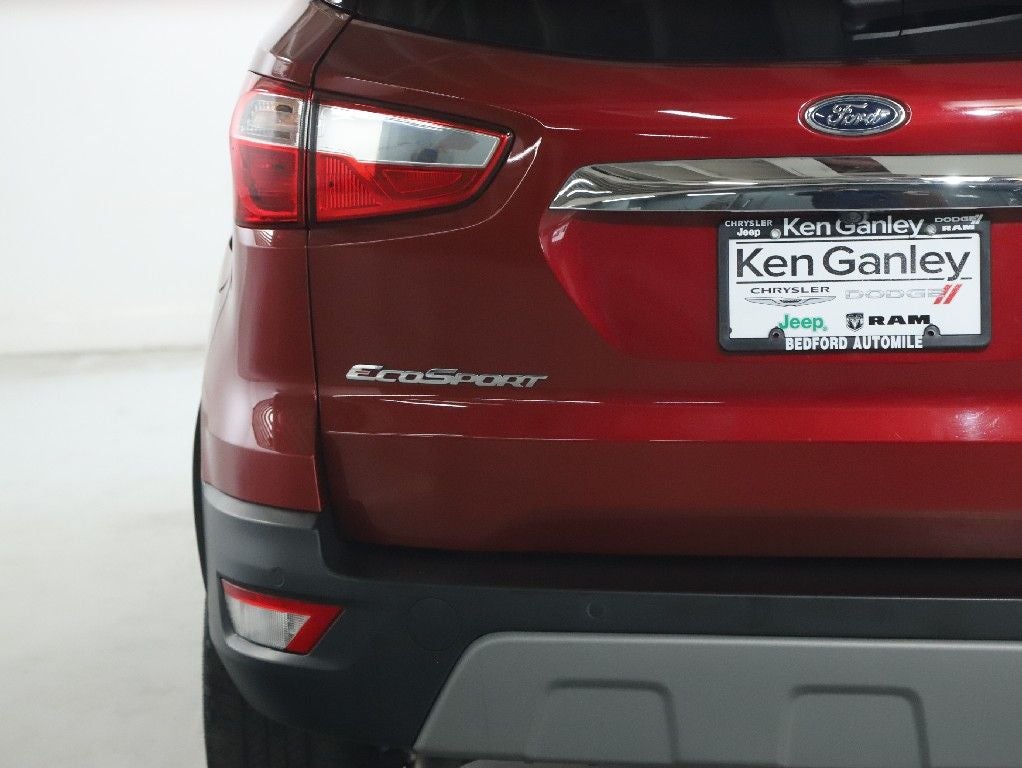 Ford
CHRYSLER Jeep Ken Ganley DODGE RAM
Ken Ganley
CHRYSLER DODGE
Jeep RAM
BEDFORD AUTOMILE
ECOSPORT